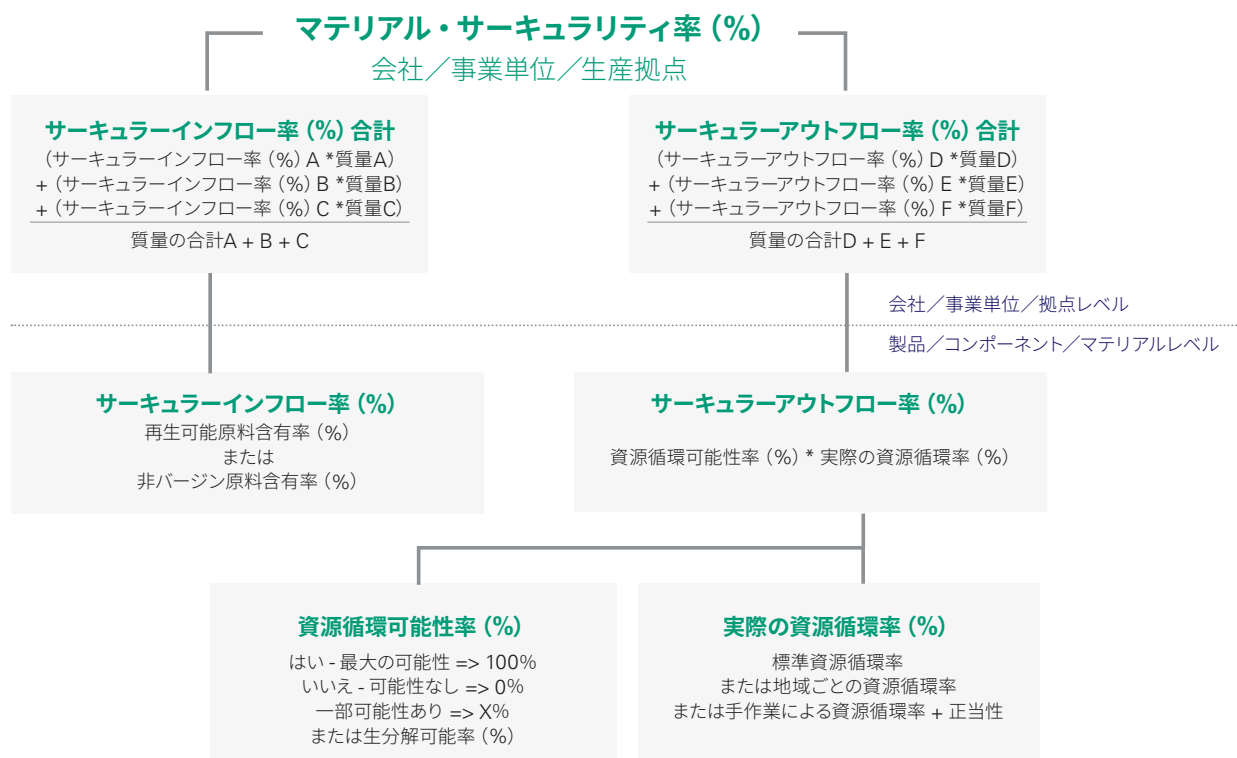 マテリアル・サーキュラリティ率（%）
会社／事業単位／生産拠点
サーキュラーインフロー率（%）合計
（サーキュラーインフロー率（%）A *質量A）
+（サーキュラーインフロー率（%）B *質量B）
+（サーキュラーインフロー率（%）C *質量C）
質量の合計A + B + C
サーキュラーアウトフロー率（%）合計
（サーキュラーアウトフロー率（%）D *質量D）
+（サーキュラーアウトフロー率（%）E *質量E）
+（サーキュラーアウトフロー率（%）F *質量F）
質量の合計D + E + F
会社／事業単位／拠点レベル
製品／コンポーネント／マテリアルレベル
サーキュラーインフロー率（%）
再生可能原料含有率（%）
または
非バージン原料含有率（%）
サーキュラーアウトフロー率（%）
資源循環可能性率（%）* 実際の資源循環率（%）
資源循環可能性率（%）
はい - 最大の可能性 => 100%
いいえ - 可能性なし => 0%
一部可能性あり => X%
または生分解可能率（%）
実際の資源循環率（%）
標準資源循環率
または地域ごとの資源循環率
または手作業による資源循環率 + 正当性